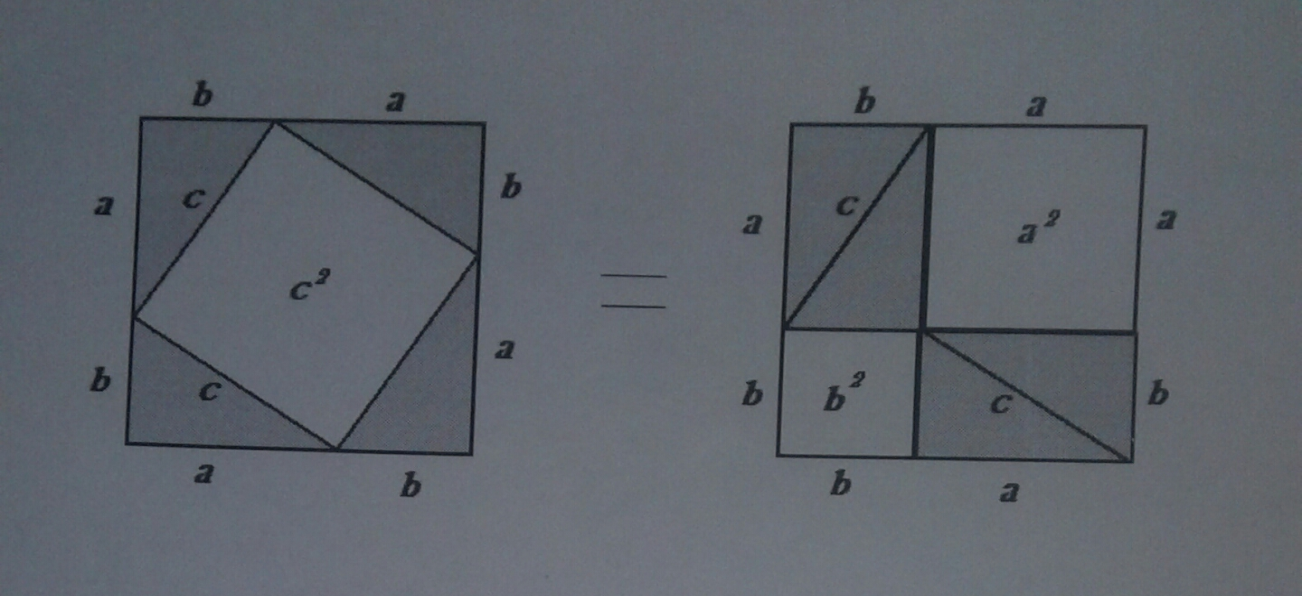 b a b a
a c b a c a² a
c²
=
b c a b b² c b
a b b a